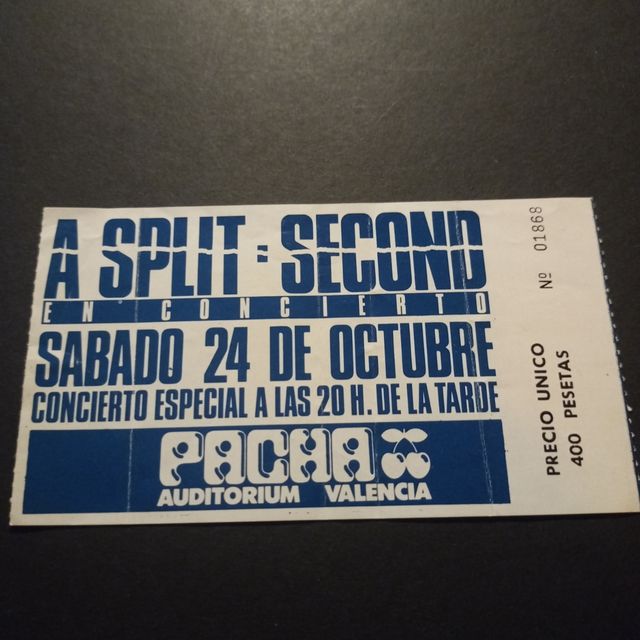 A SPLIT : SECOND
EN CONCIERTO
SABADO 24 DE OCTUBRE
CONCIERTO ESPECIAL A LAS 20 H. DE LA TARDE
PACHA
AUDITORIUM VALENCIA
Nº 01868
PRECIO UNICO
400 PESETAS